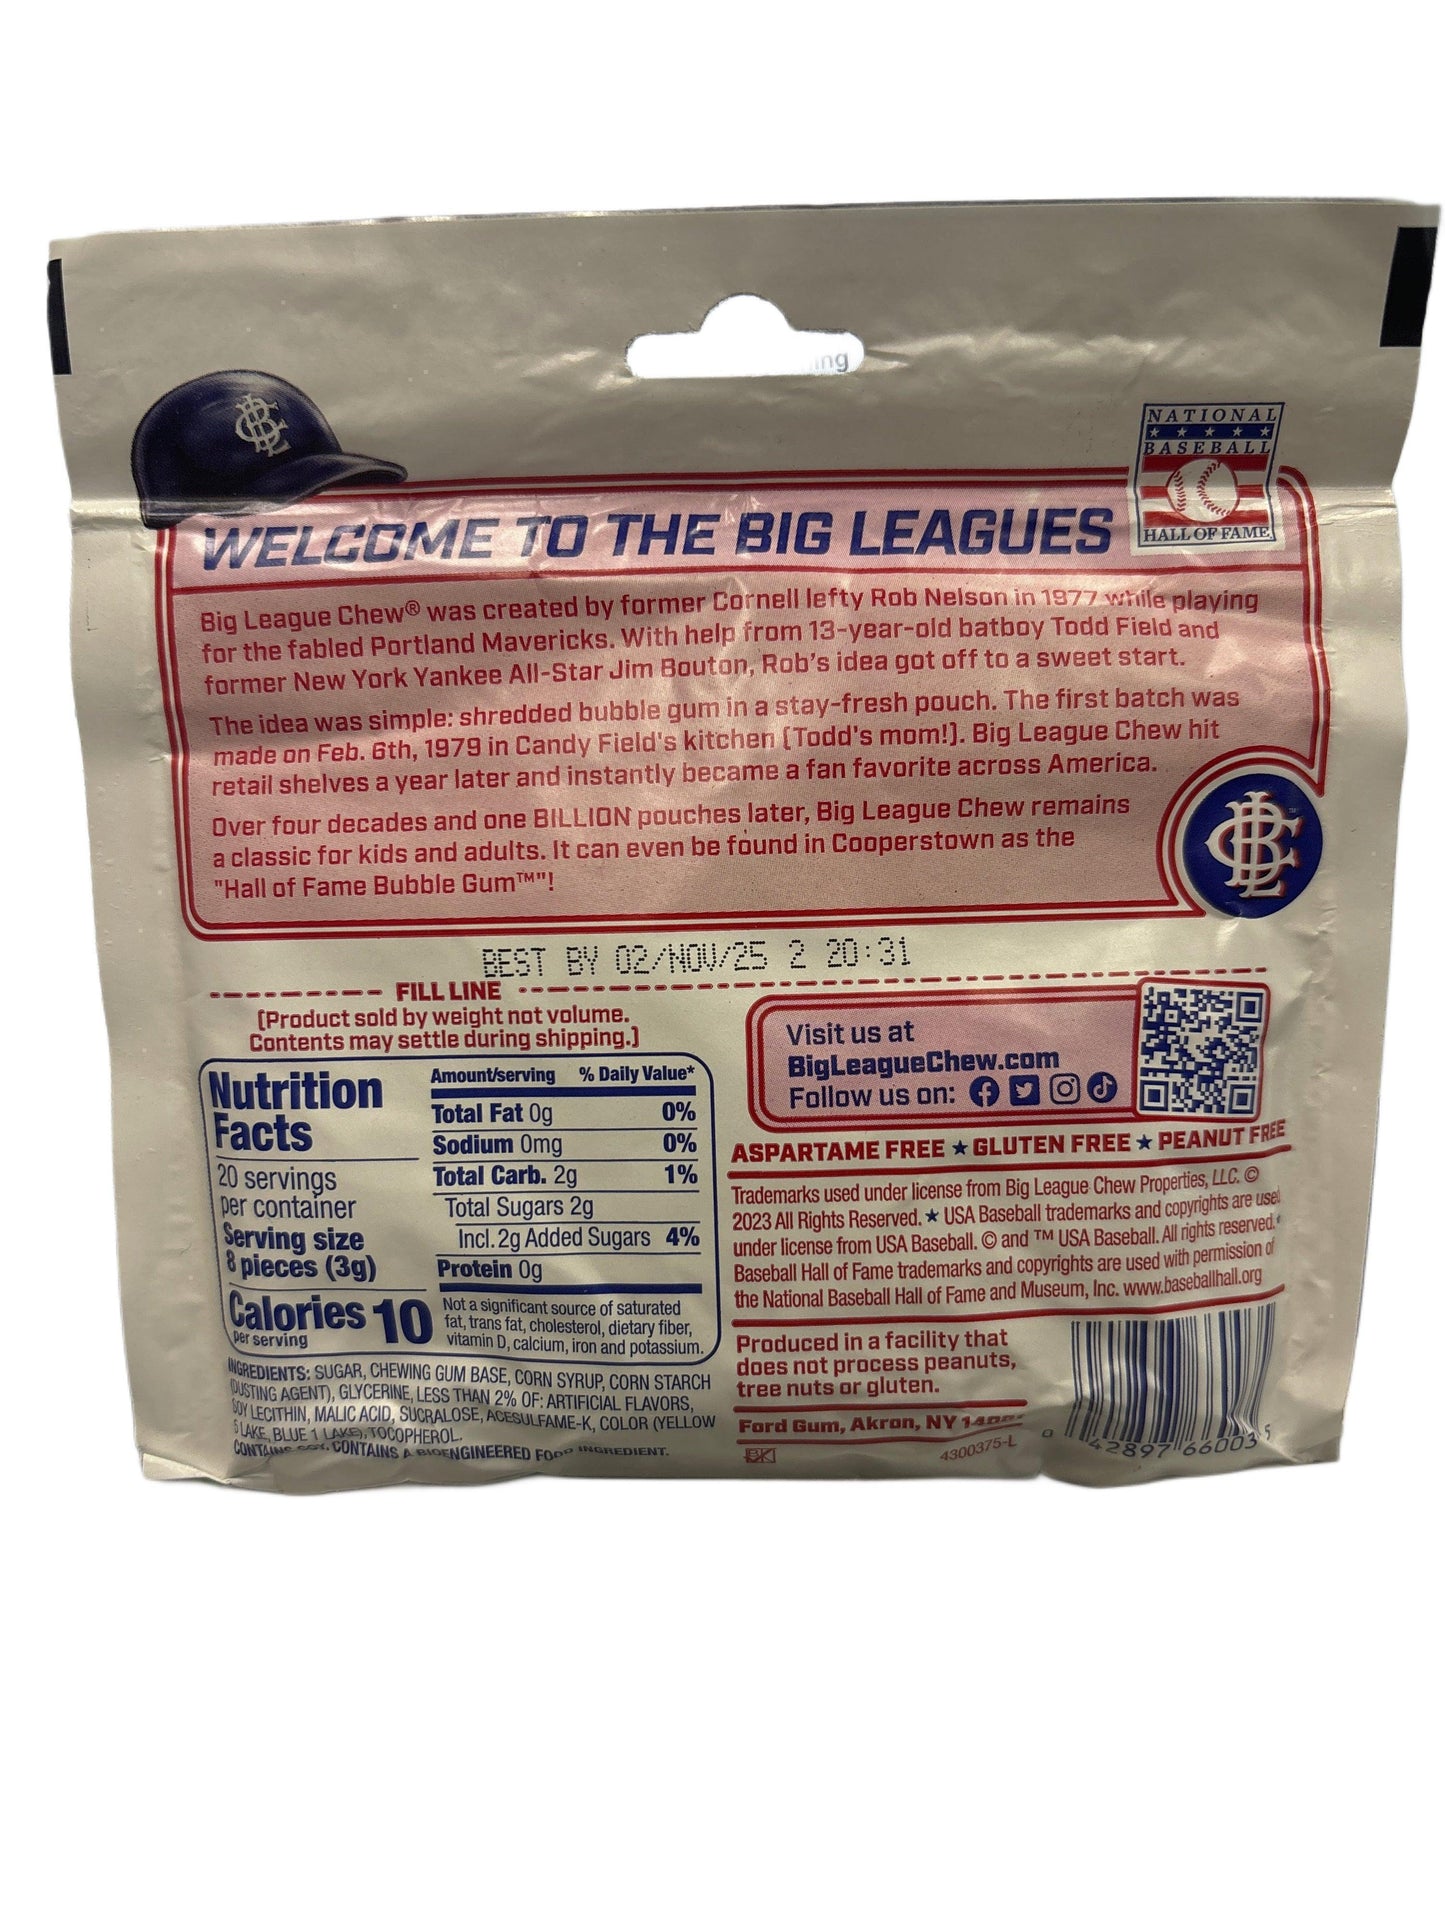 ing
NATIONAL
BASEBALL
HALL OF FAME
WELCOME TO THE BIG LEAGUES
Big League Chew® was created by former Cornell lefty Rob Nelson in 1977 while playing
for the fabled Portland Mavericks. With help from 13-year-old batboy Todd Field and
former New York Yankee All-Star Jim Bouton, Rob's idea got off to a sweet start.
The idea was simple: shredded bubble gum in a stay-fresh pouch. The first batch was
made on Feb. 6th, 1979 in Candy Field's kitchen (Todd's mom!). Big League Chew hit
retail shelves a year later and instantly became a fan favorite across America.
Over four decades and one BILLION pouches later, Big League Chew remains
a classic for kids and adults. It can even be found in Cooperstown as the
"Hall of Fame Bubble Gum™"!
BEST BY 02/NOV/25 2 20:31
FILL LINE
(Product sold by weight not volume.
Contents may settle during shipping.)
Nutrition
Facts
20 servings
per container
Serving size
8 pieces (3g)
Calories 10
per serving
Amount/serving % Daily Value*
Total Fat 0g 0%
Sodium 0mg 0%
Total Carb. 2g 1%
Total Sugars 2g
Incl. 2g Added Sugars 4%
Protein 0g
Not a significant source of saturated
fat, trans fat, cholesterol, dietary fiber,
vitamin D, calcium, iron and potassium.
INGREDIENTS: SUGAR, CHEWING GUM BASE, CORN SYRUP, CORN STARCH
(DUSTING AGENT), GLYCERINE, LESS THAN 2% OF: ARTIFICIAL FLAVORS,
SOY LECITHIN, MALIC ACID, SUCRALOSE, ACESULFAME-K, COLOR (YELLOW
5 LAKE, BLUE 1 LAKE), TOCOPHEROL.
CONTAINS SOY. CONTAINS A BIOENGINEERED FOOD INGREDIENT.
Visit us at
BigLeagueChew.com
Follow us on:
ASPARTAME FREE ★ GLUTEN FREE ★ PEANUT FREE
Trademarks used under license from Big League Chew Properties, LLC. ©
2023 All Rights Reserved. ★ USA Baseball trademarks and copyrights are used
under license from USA Baseball. © and ™ USA Baseball. All rights reserved.*
Baseball Hall of Fame trademarks and copyrights are used with permission of
the National Baseball Hall of Fame and Museum, Inc. www.baseballhall.org
Produced in a facility that
does not process peanuts,
tree nuts or gluten.
Ford Gum, Akron, NY
4300375-L
0 42897 66003 5